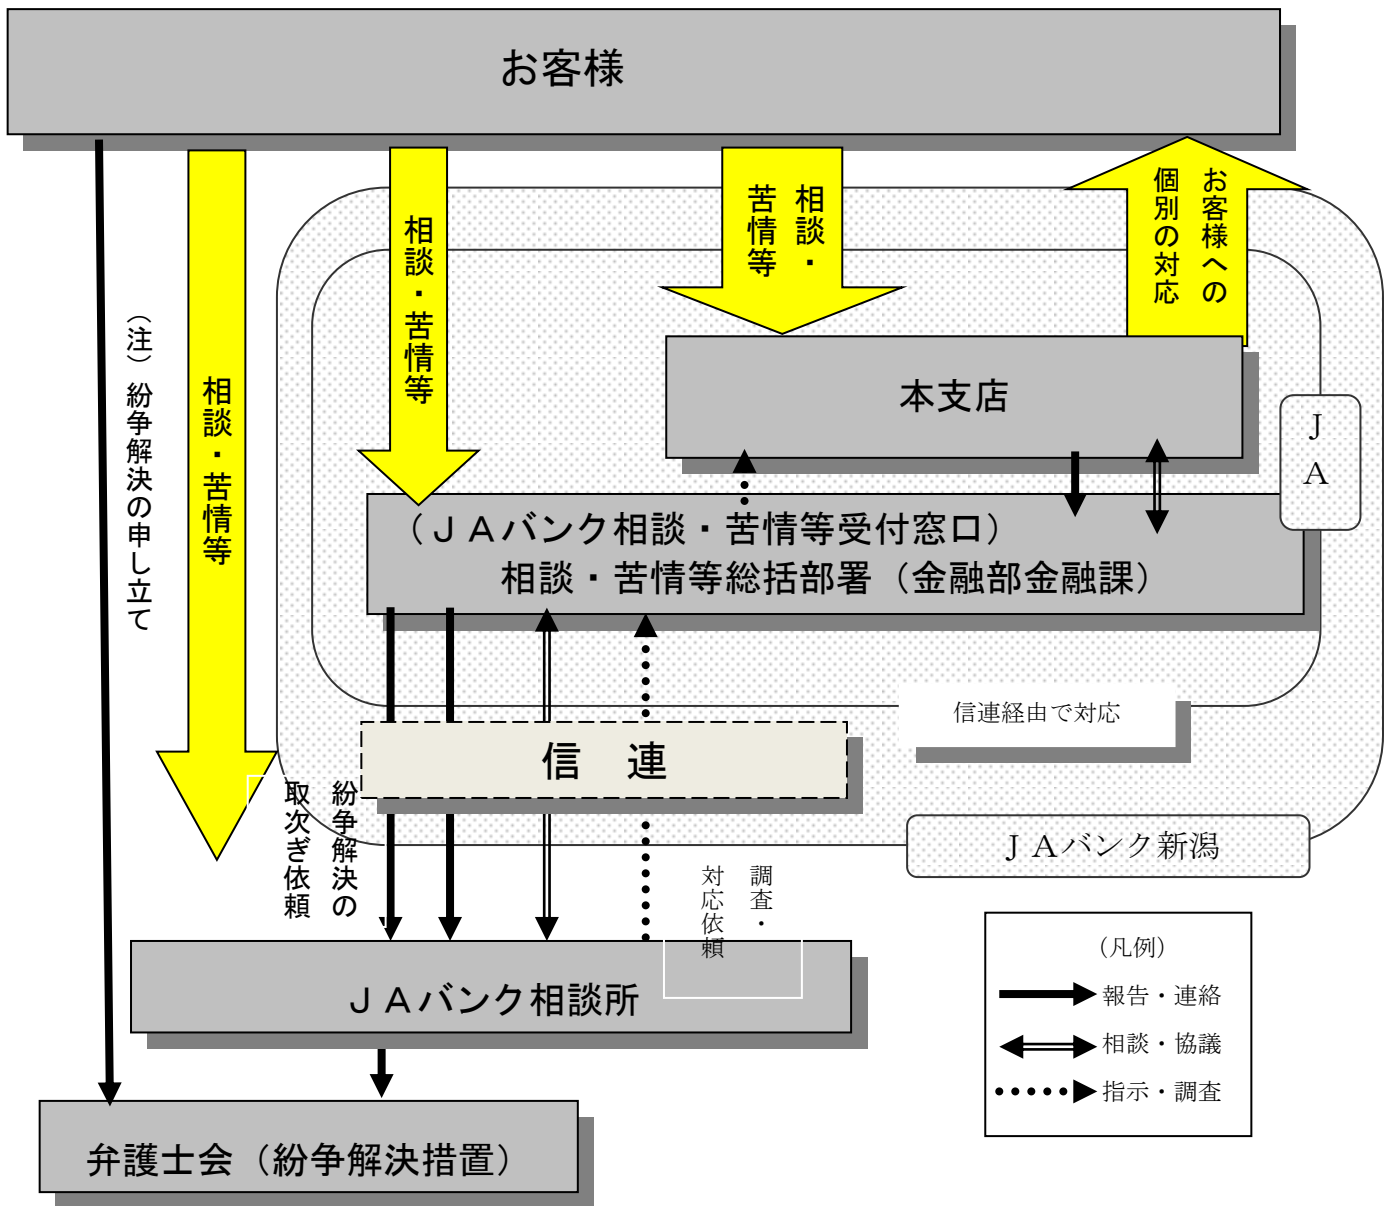 お客様
相談・
苦情等
お客様への
個別の対応
相談・苦情等
相談・苦情等
(注)紛争解決の申し立て
本支店
JA
(JAバンク相談・苦情等受付窓口)
相談・苦情等総括部署(金融部金融課)
信連経由で対応
信 連
JAバンク新潟
紛争解決の
取次ぎ依頼
調査・
対応依頼
JAバンク相談所
(凡例)
報告・連絡
相談・協議
指示・調査
弁護士会(紛争解決措置)